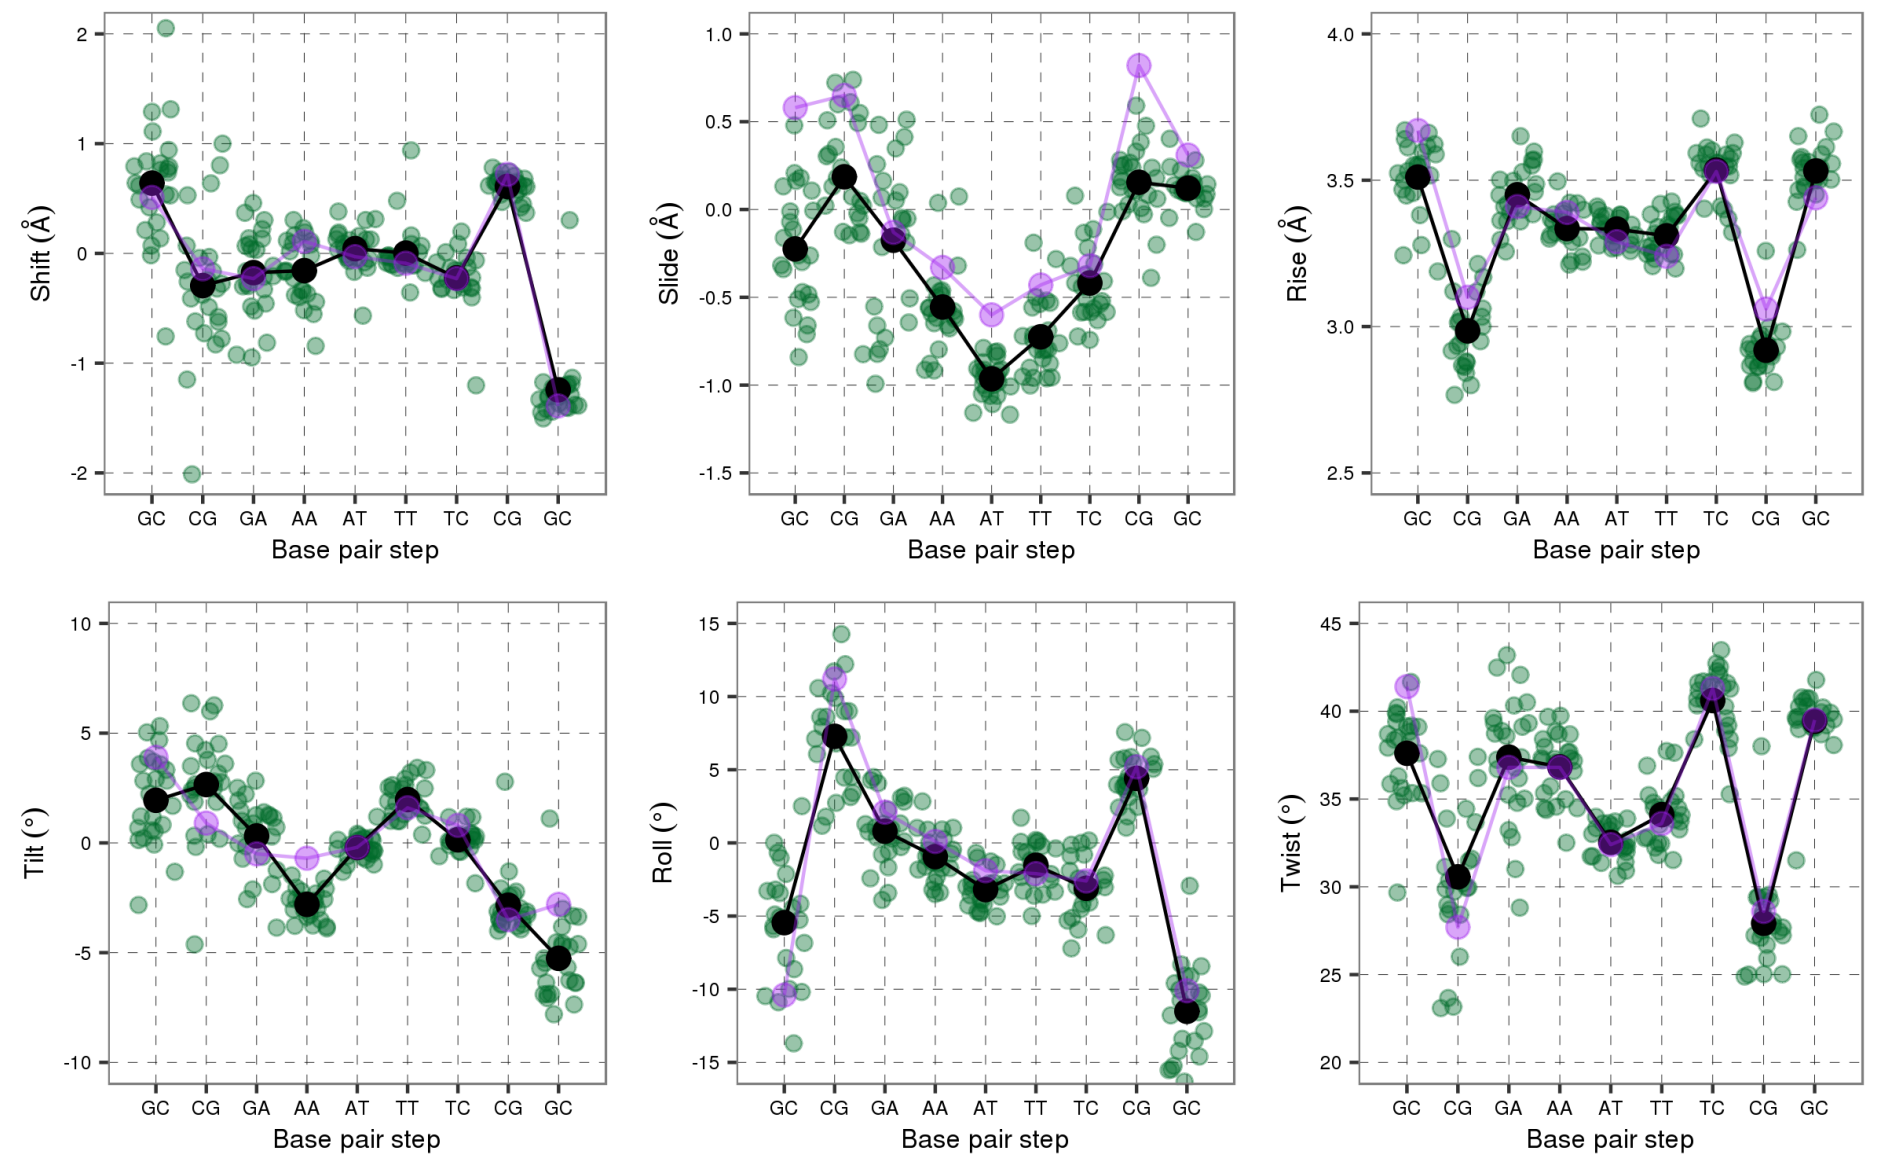 Shift (Å)
2
1
0
-1
-2
GC CG GA AA AT TT TC CG GC
Base pair step
Slide (Å)
1.0
0.5
0.0
-0.5
-1.0
-1.5
GC CG GA AA AT TT TC CG GC
Base pair step
Rise (Å)
4.0
3.5
3.0
2.5
GC CG GA AA AT TT TC CG GC
Base pair step
Tilt (°)
10
5
0
-5
-10
GC CG GA AA AT TT TC CG GC
Base pair step
Roll (°)
15
10
5
0
-5
-10
-15
GC CG GA AA AT TT TC CG GC
Base pair step
Twist (°)
45
40
35
30
25
20
GC CG GA AA AT TT TC CG GC
Base pair step